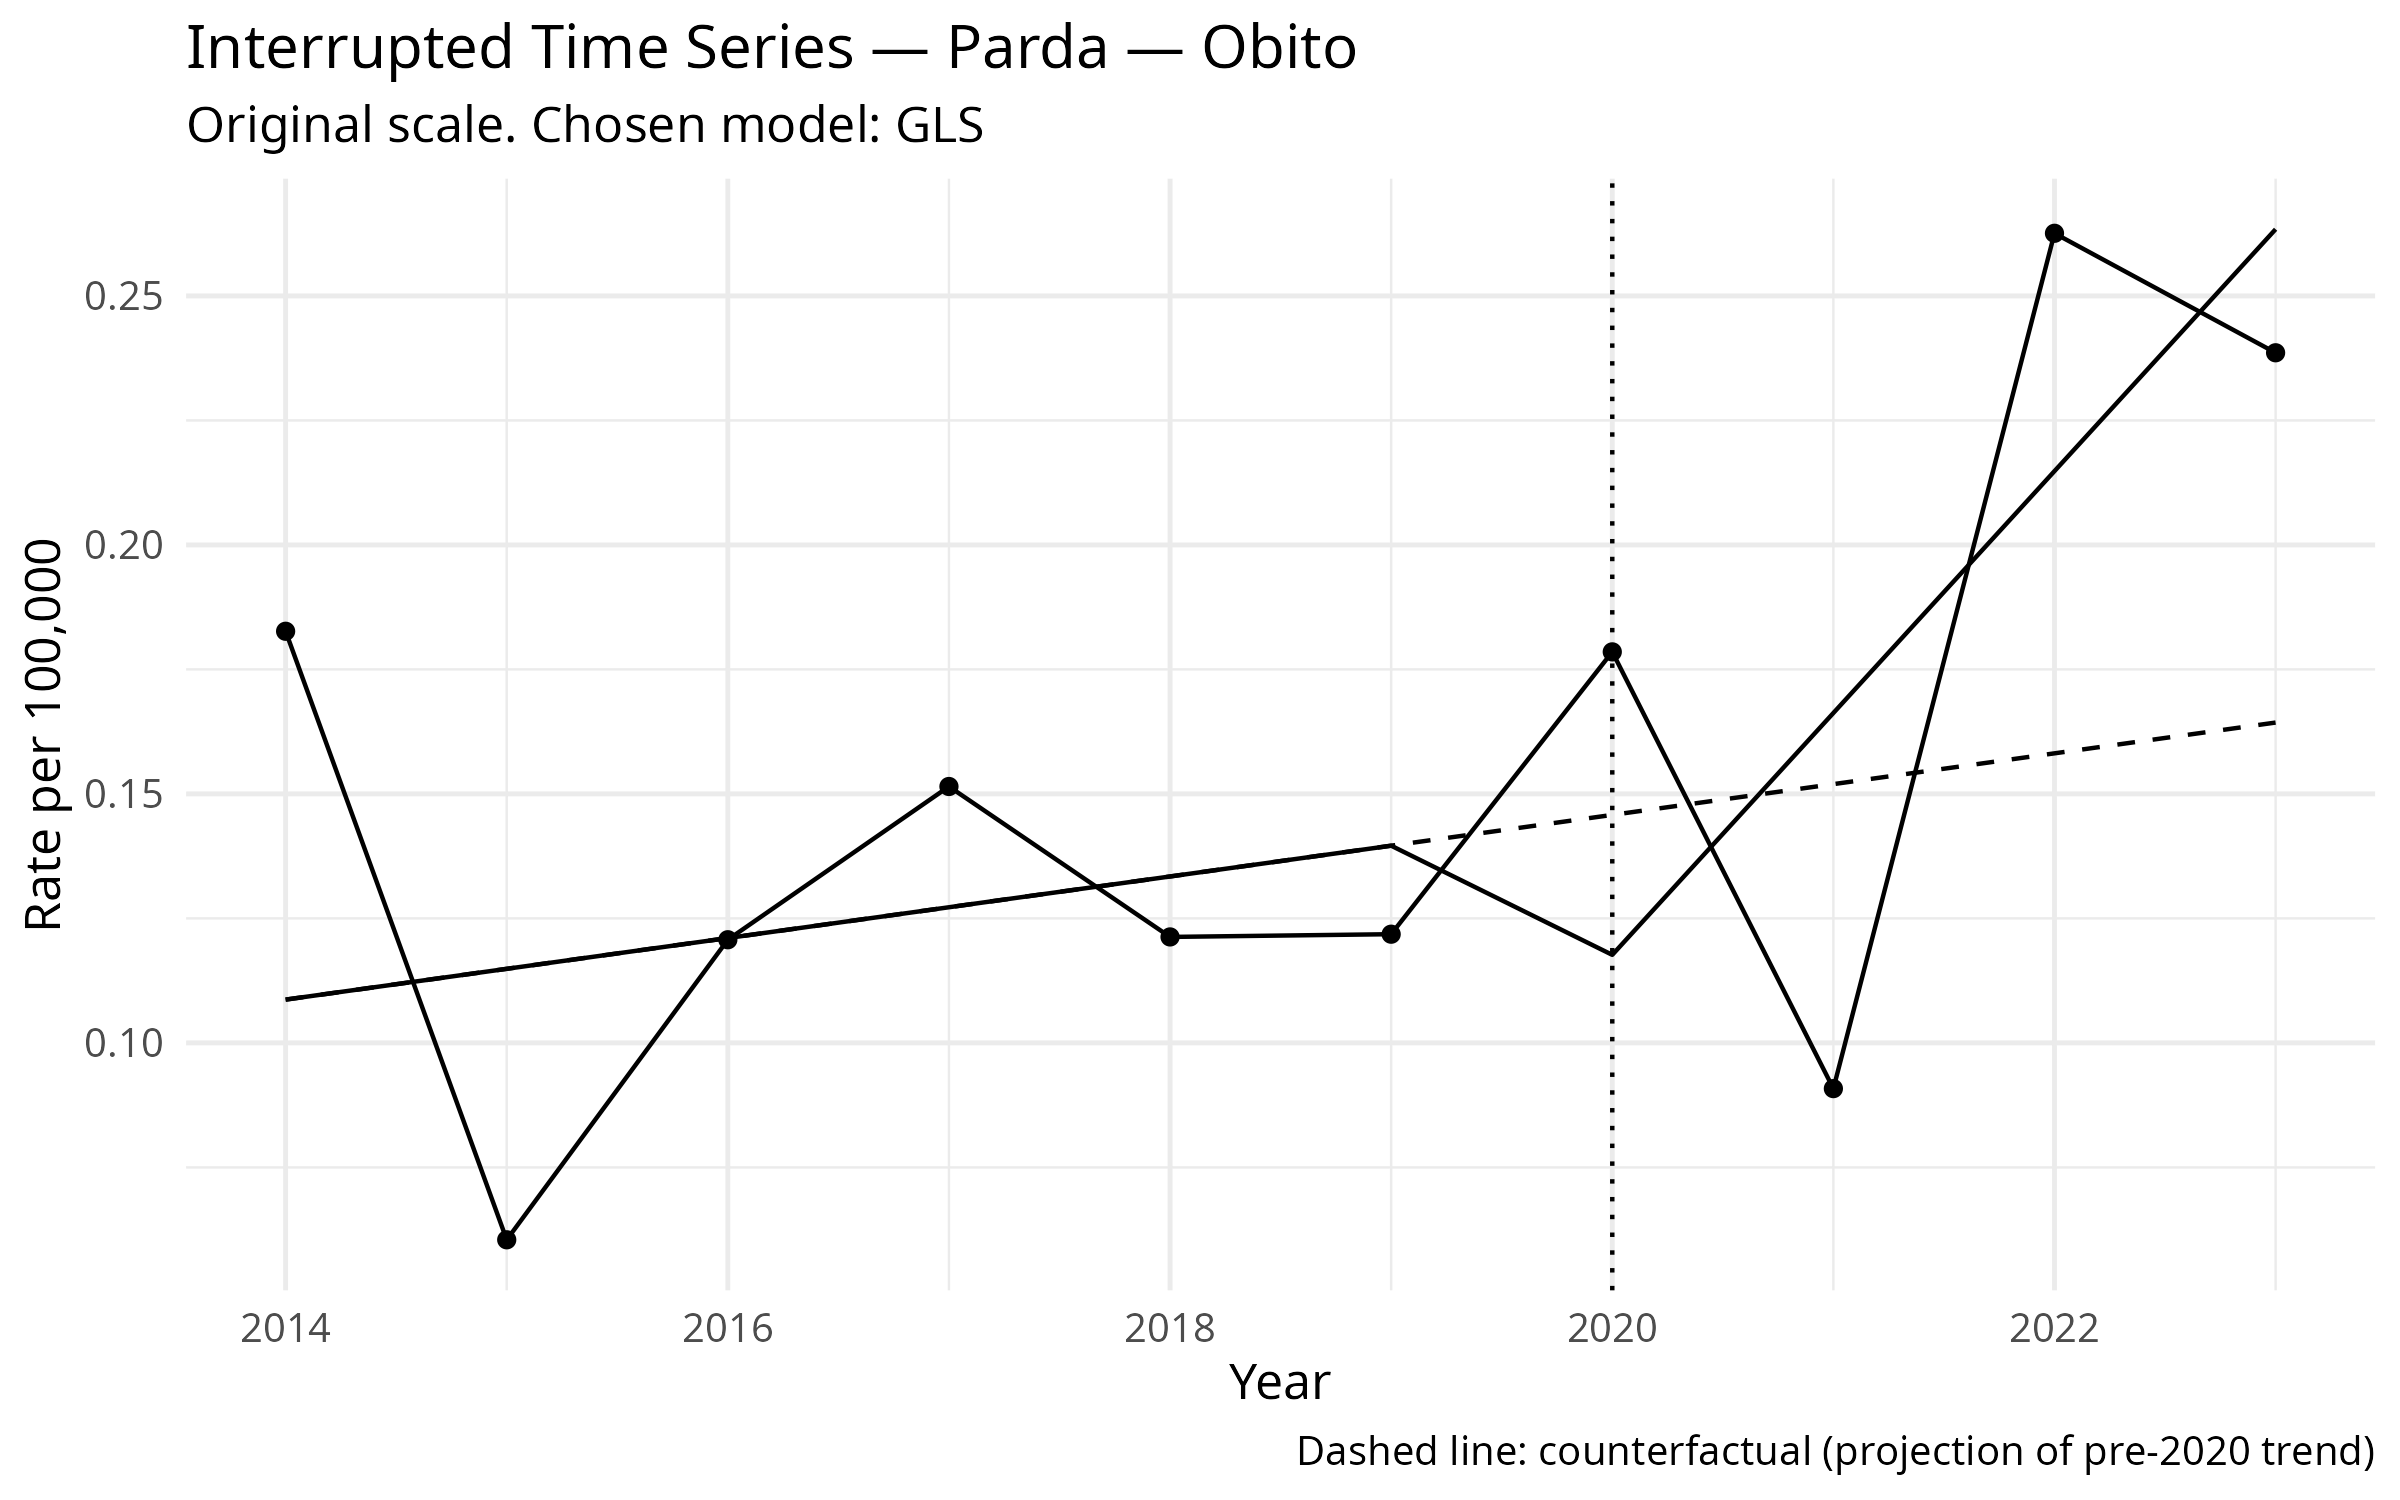 Interrupted Time Series — Parda — Obito
Original scale. Chosen model: GLS
Rate per 100,000
0.25
0.20
0.15
0.10
2014 2016 2018 2020 2022
Year
Dashed line: counterfactual (projection of pre-2020 trend)